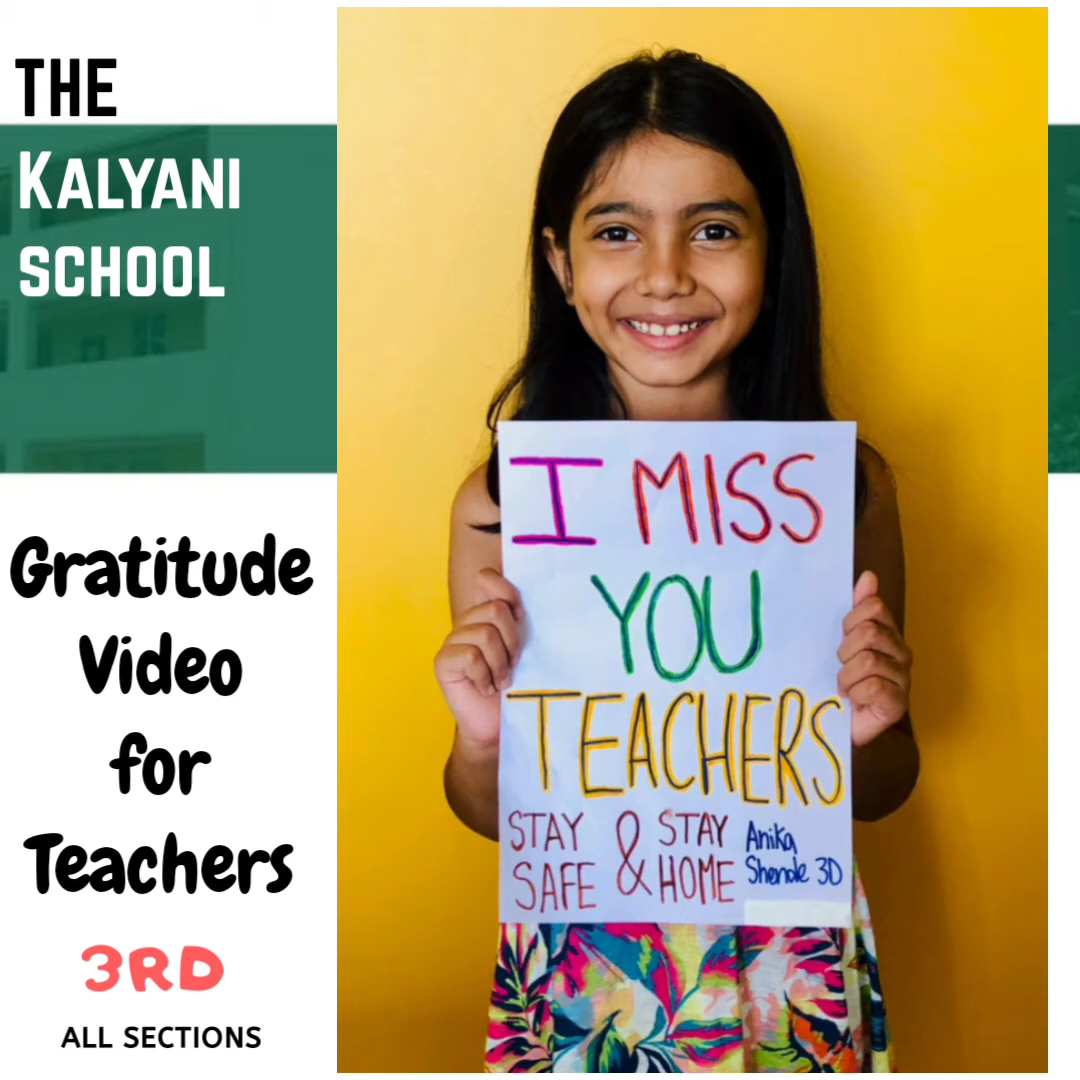 THE
KALYANI
SCHOOL
Gratitude
Video
for
Teachers
3RD
ALL SECTIONS
I MISS
YOU
TEACHERS
STAY & STAY Anika
SAFE HOME Shende 3D